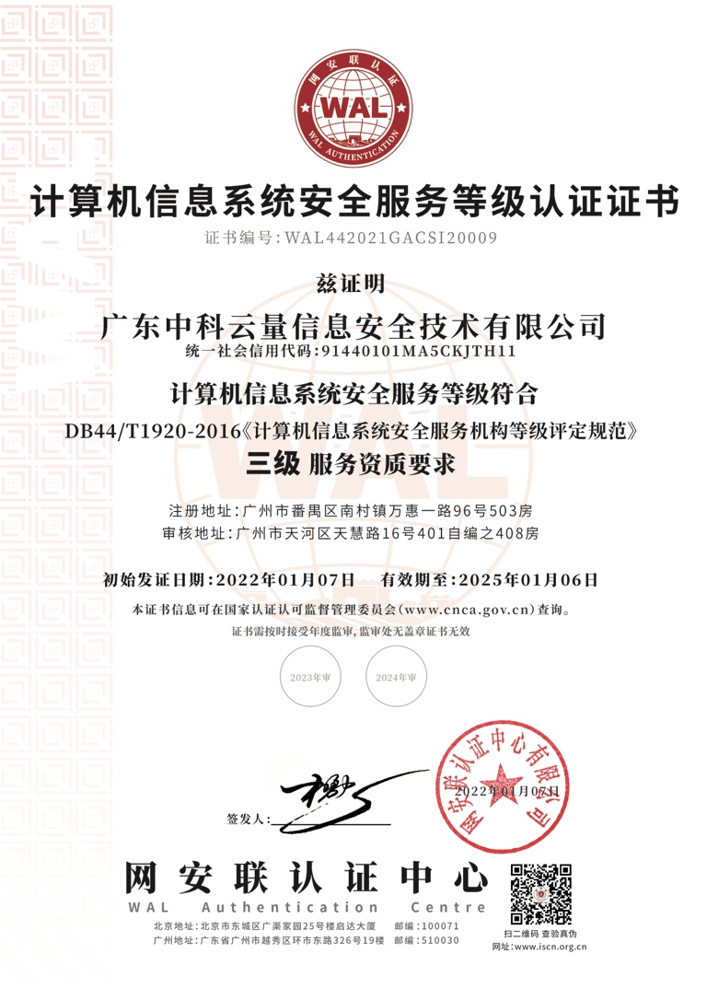 网安联认证
WAL
WAL AUTHENTICATION
计算机信息系统安全服务等级认证证书
证书编号:WAL442021GACSI20009
兹证明
广东中科云量信息安全技术有限公司
统一社会信用代码:91440101MA5CKJTH11
计算机信息系统安全服务等级符合
DB44/T1920-2016《计算机信息系统安全服务机构等级评定规范》
三级 服务资质要求
注册地址:广州市番禺区南村镇万惠一路96号503房
审核地址:广州市天河区天慧路16号401自编之408房
初始发证日期:2022年01月07日 有效期至:2025年01月06日
本证书信息可在国家认证认可监督管理委员会(www.cnca.gov.cn)查询。
证书需按时接受年度监审,监审处无盖章证书无效
2023年审 2024年审
网安联认证中心有限公司
2022年01月07日
签发人:
网安联认证中心
WAL Authentication Centre
北京地址:北京市东城区广渠家园25号楼启达大厦 邮编:100071
广州地址:广东省广州市越秀区环市东路326号19楼 邮编:510030
扫二维码 查验真伪
网址:www.iscn.org.cn
WAL
WAL